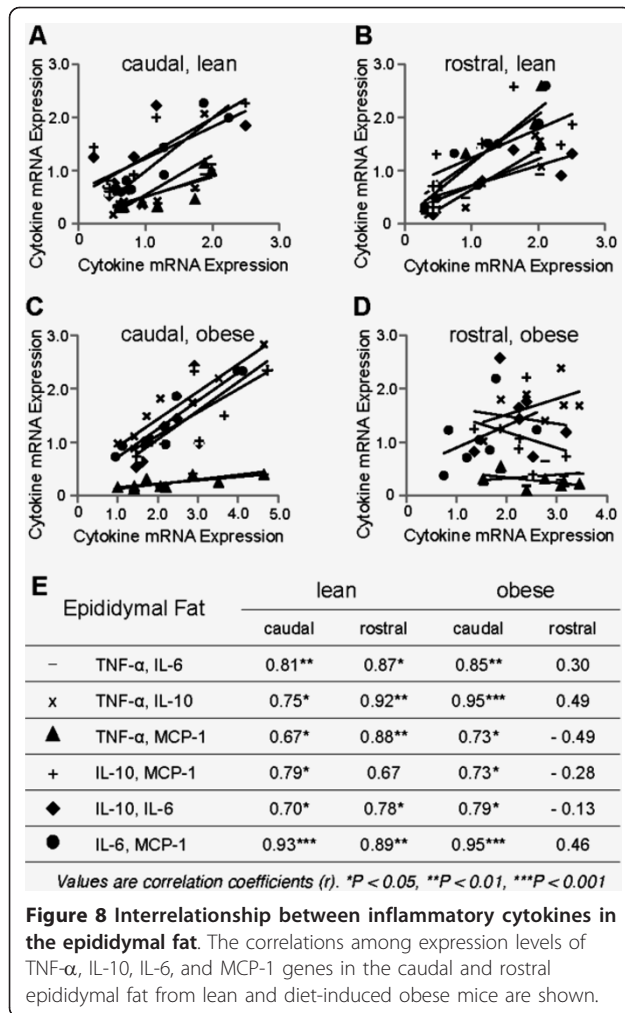 A
caudal, lean
Cytokine mRNA Expression
3.0
2.0
1.0
0
0 1.0 2.0 3.0
Cytokine mRNA Expression
B
rostral, lean
Cytokine mRNA Expression
3.0
2.0
1.0
0
0 1.0 2.0 3.0
Cytokine mRNA Expression
C
caudal, obese
Cytokine mRNA Expression
3.0
2.0
1.0
0
0 1.0 2.0 3.0 4.0 5.0
Cytokine mRNA Expression
D
rostral, obese
Cytokine mRNA Expression
3.0
2.0
1.0
0
0 1.0 2.0 3.0 4.0
Cytokine mRNA Expression
E
Epididymal Fat lean obese
caudal rostral caudal rostral
– TNF-α, IL-6 0.81** 0.87* 0.85** 0.30
x TNF-α, IL-10 0.75* 0.92** 0.95*** 0.49
▲ TNF-α, MCP-1 0.67* 0.88** 0.73* - 0.49
+ IL-10, MCP-1 0.79* 0.67 0.73* - 0.28
◆ IL-10, IL-6 0.70* 0.78* 0.79* - 0.13
● IL-6, MCP-1 0.93*** 0.89** 0.95*** 0.46
Values are correlation coefficients (r). *P < 0.05, **P < 0.01, ***P < 0.001
Figure 8 Interrelationship between inflammatory cytokines in
the epididymal fat. The correlations among expression levels of
TNF-α, IL-10, IL-6, and MCP-1 genes in the caudal and rostral
epididymal fat from lean and diet-induced obese mice are shown.